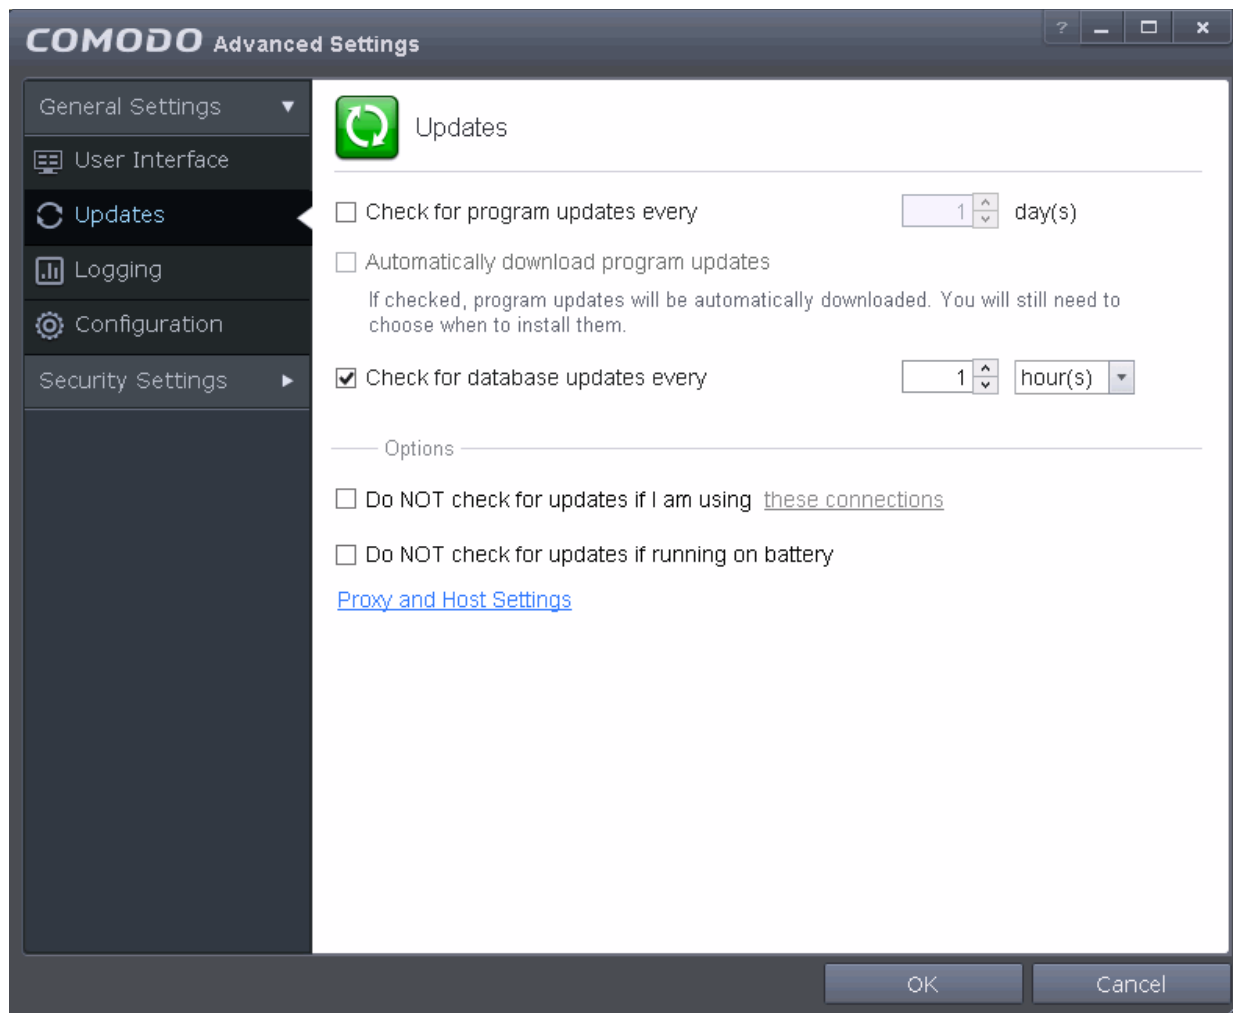 COMODO Advanced Settings
?
General Settings
User Interface
Updates
Logging
Configuration
Security Settings
Updates
Check for program updates every 1 day(s)
Automatically download program updates
If checked, program updates will be automatically downloaded. You will still need to
choose when to install them.
Check for database updates every 1 hour(s)
Options
Do NOT check for updates if I am using these connections
Do NOT check for updates if running on battery
Proxy and Host Settings
OK Cancel